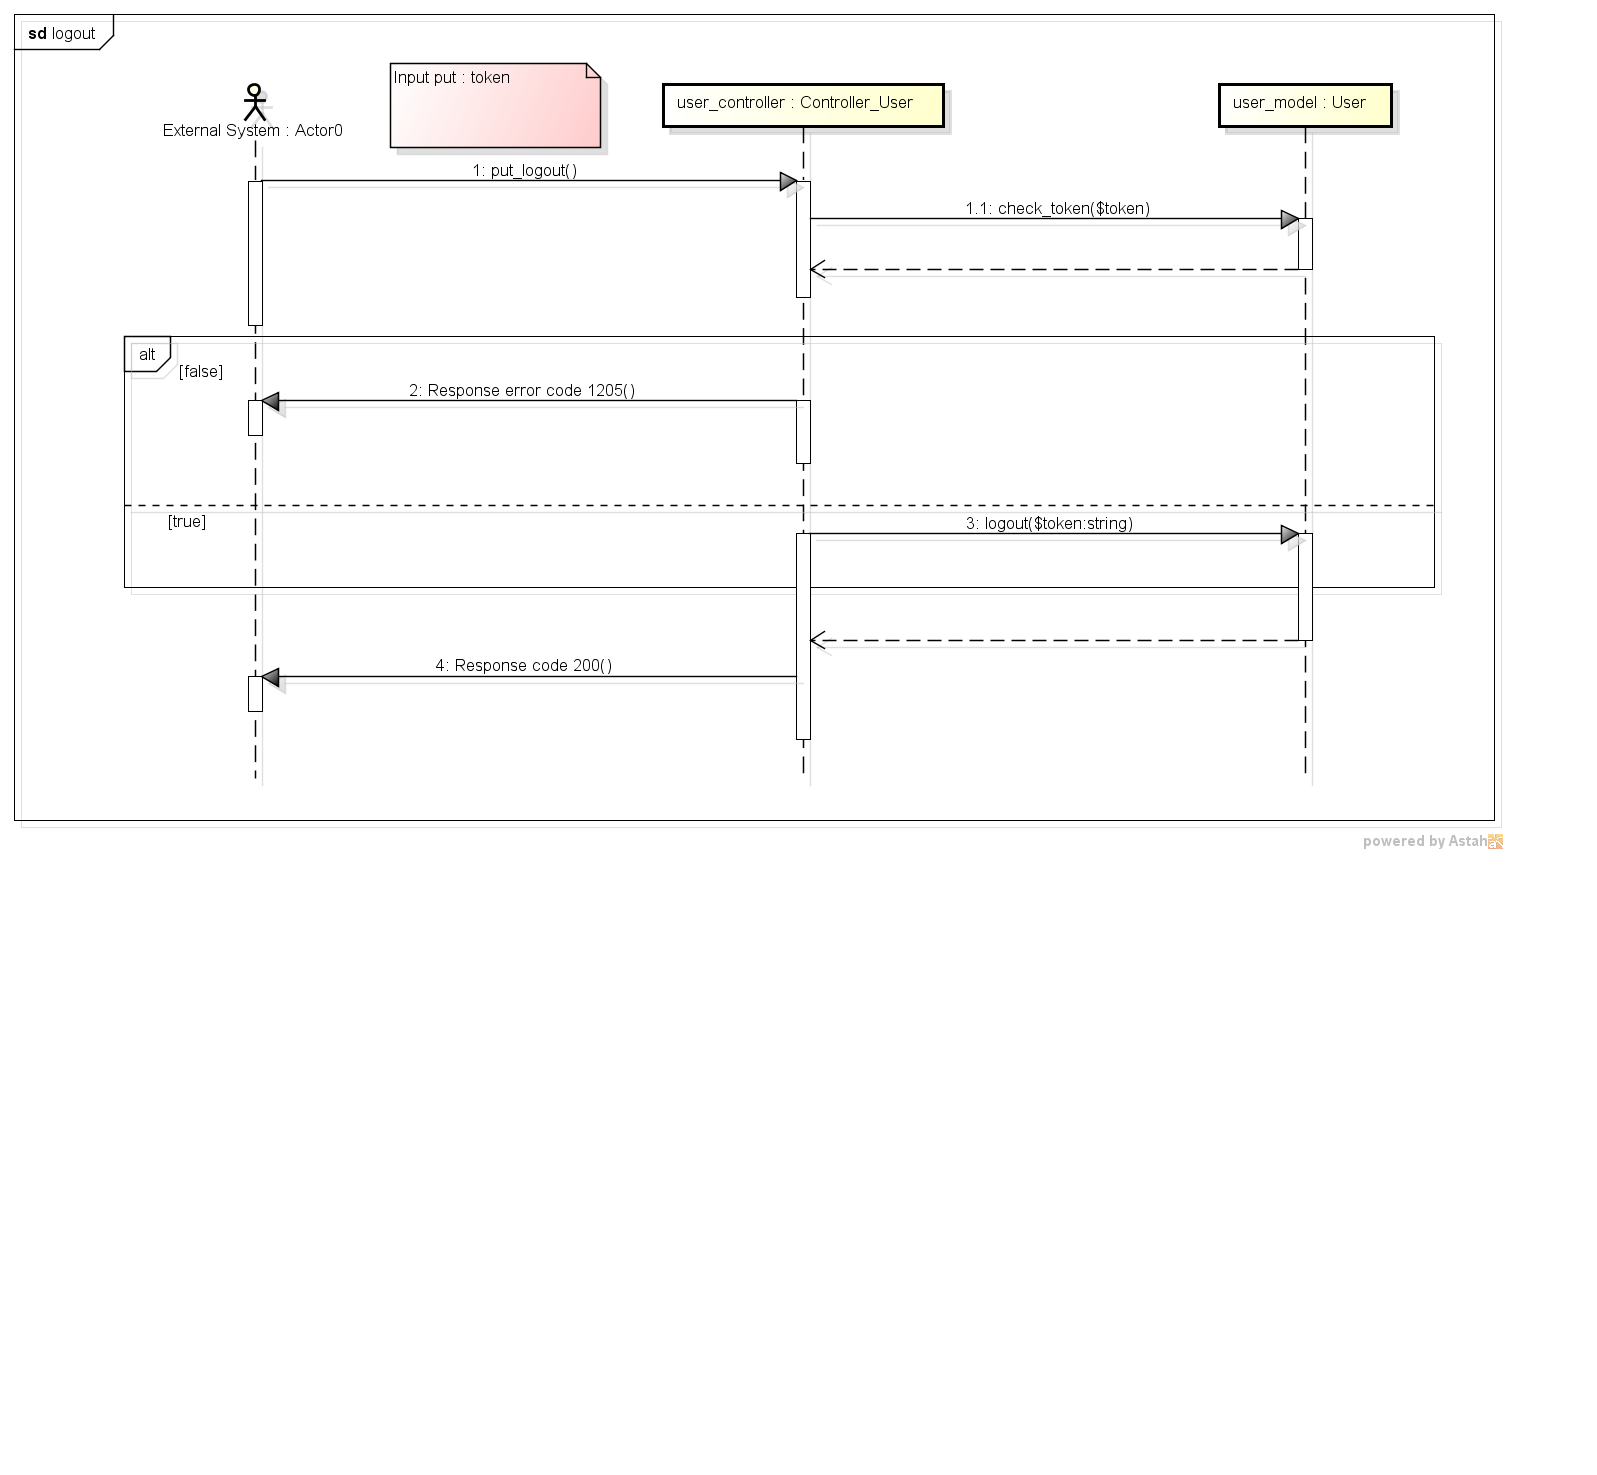 sd logout
Input put : token
user_controller : Controller_User
user_model : User
External System : Actor0
1: put_logout()
1.1: check_token($token)
alt
[false]
2: Response error code 1205()
[true]
3: logout($token:string)
4: Response code 200()
powered by Astah